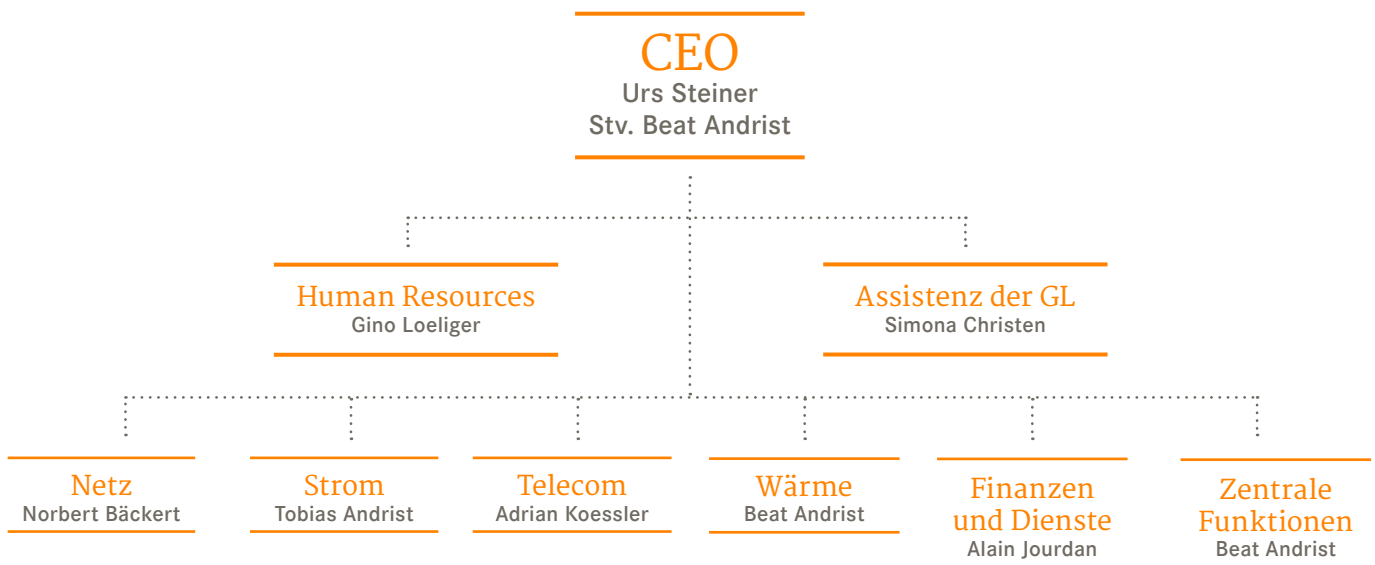 CEO
Urs Steiner
Stv. Beat Andrist
Human Resources
Gino Loeliger
Assistenz der GL
Simona Christen
Netz
Norbert Bäckert
Strom
Tobias Andrist
Telecom
Adrian Koessler
Wärme
Beat Andrist
Finanzen
und Dienste
Alain Jourdan
Zentrale
Funktionen
Beat Andrist